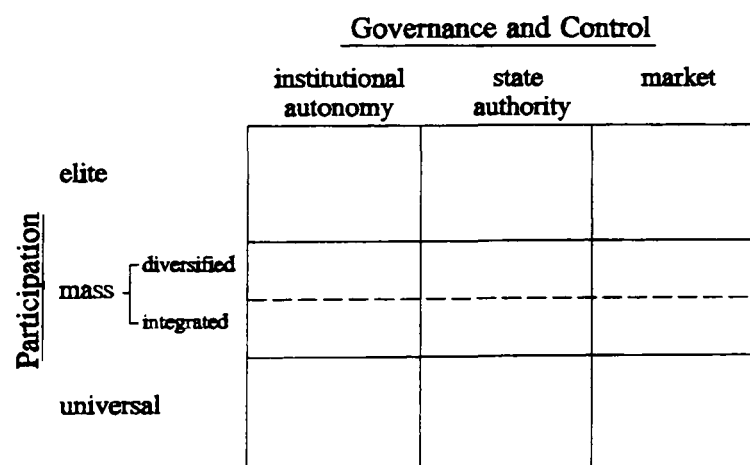 Governance and Control
institutional autonomy
state authority
market
elite
Participation
mass
diversified
integrated
universal